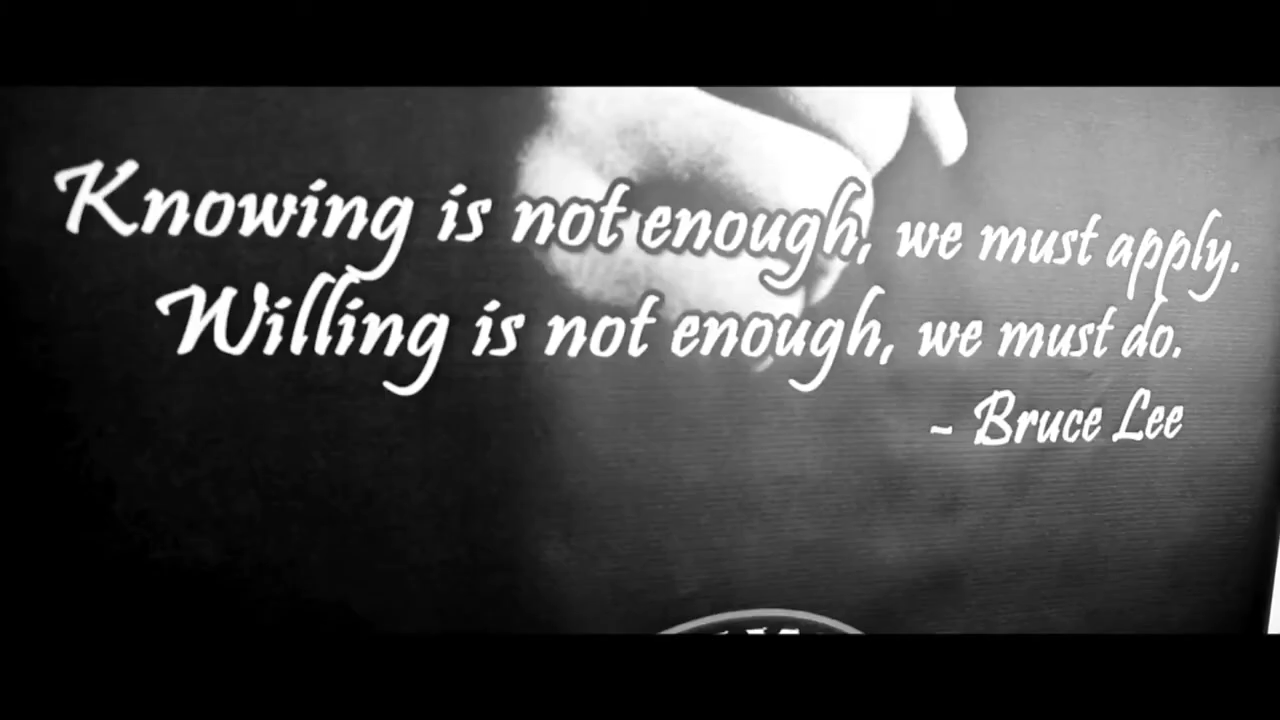 Knowing is not enough, we must apply.
Willing is not enough, we must do.
~ Bruce Lee